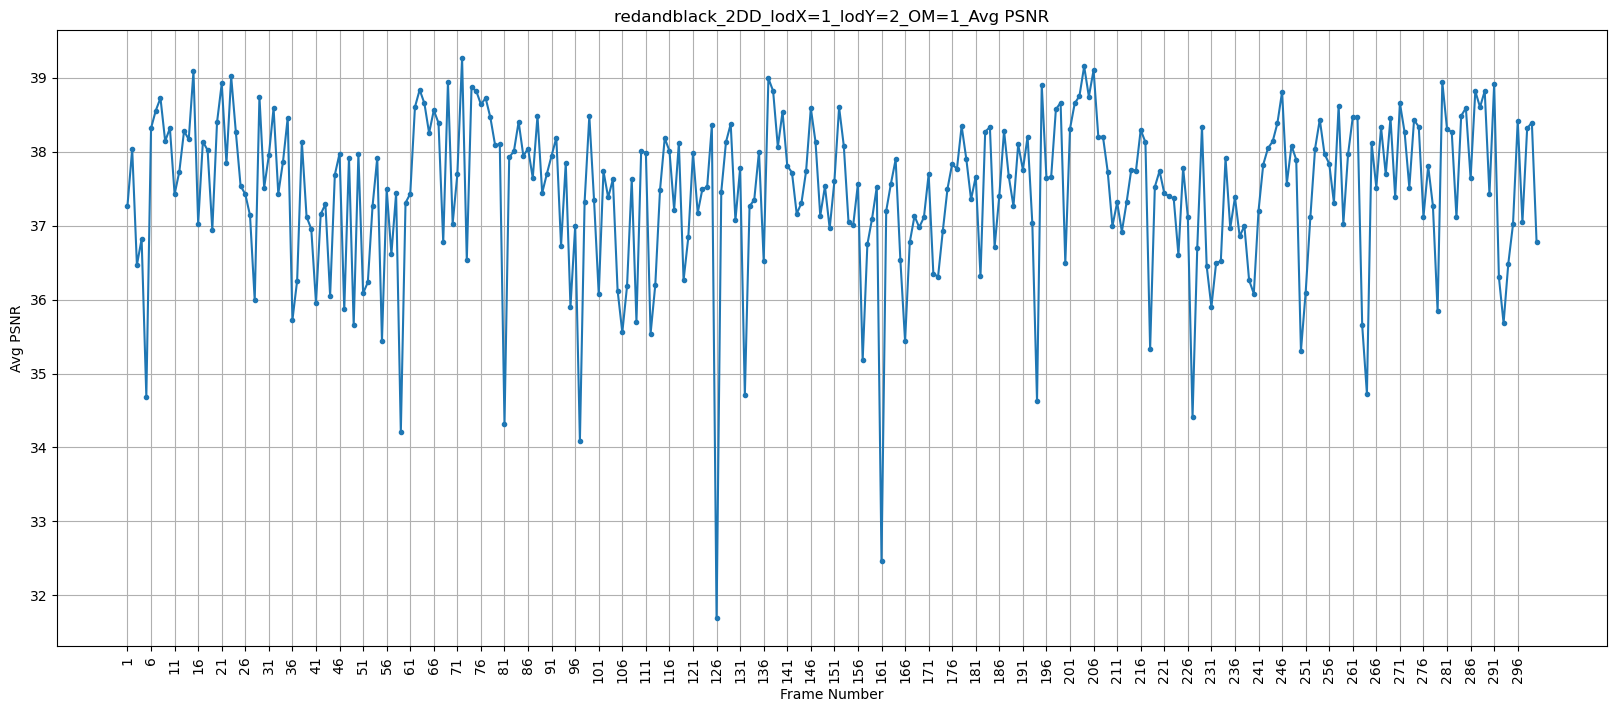 redandblack_2DD_lodX=1_lodY=2_OM=1_Avg PSNR
39
38
37
36
35
34
33
32
Avg PSNR
1 6 11 16 21 26 31 36 41 46 51 56 61 66 71 76 81 86 91 96 101 106 111 116 121 126 131 136 141 146 151 156 161 166 171 176 181 186 191 196 201 206 211 216 221 226 231 236 241 246 251 256 261 266 271 276 281 286 291 296
Frame Number